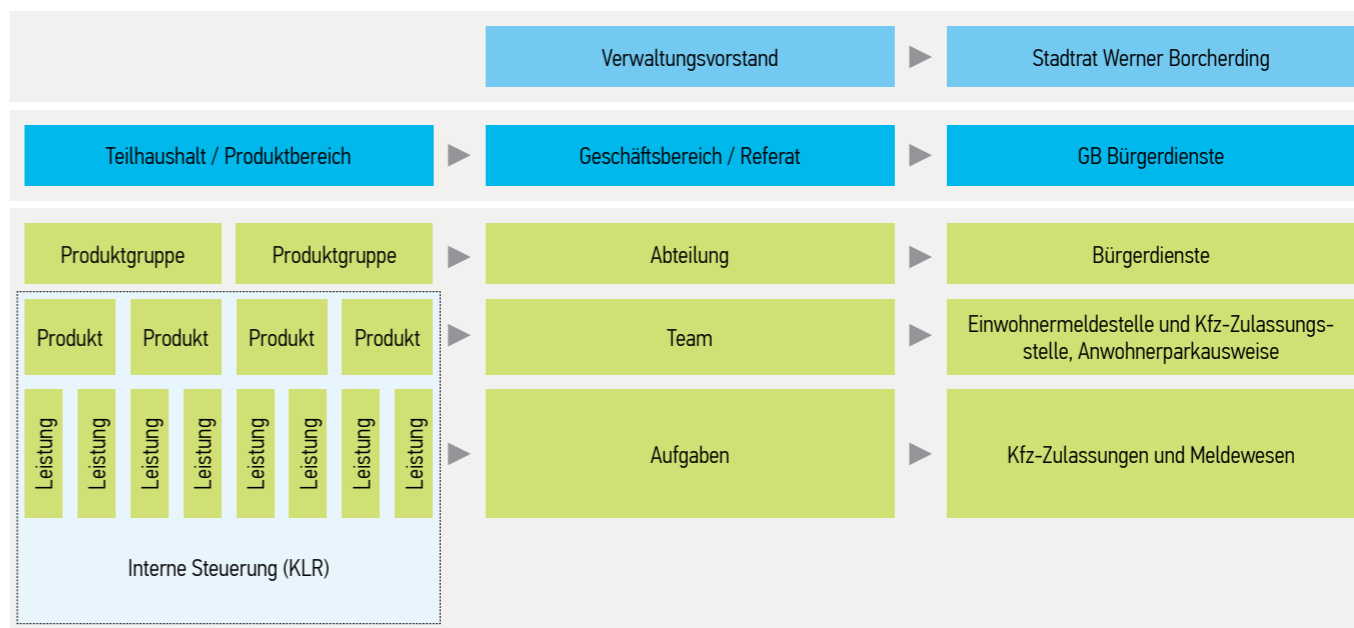 Verwaltungsvorstand
Stadtrat Werner Borcherding
Teilhaushalt / Produktbereich
Geschäftsbereich / Referat
GB Bürgerdienste
Produktgruppe
Produktgruppe
Abteilung
Bürgerdienste
Produkt
Produkt
Produkt
Produkt
Team
Einwohnermeldestelle und Kfz-Zulassungs-
stelle, Anwohnerparkausweise
Leistung
Leistung
Leistung
Leistung
Leistung
Leistung
Leistung
Leistung
Aufgaben
Kfz-Zulassungen und Meldewesen
Interne Steuerung (KLR)